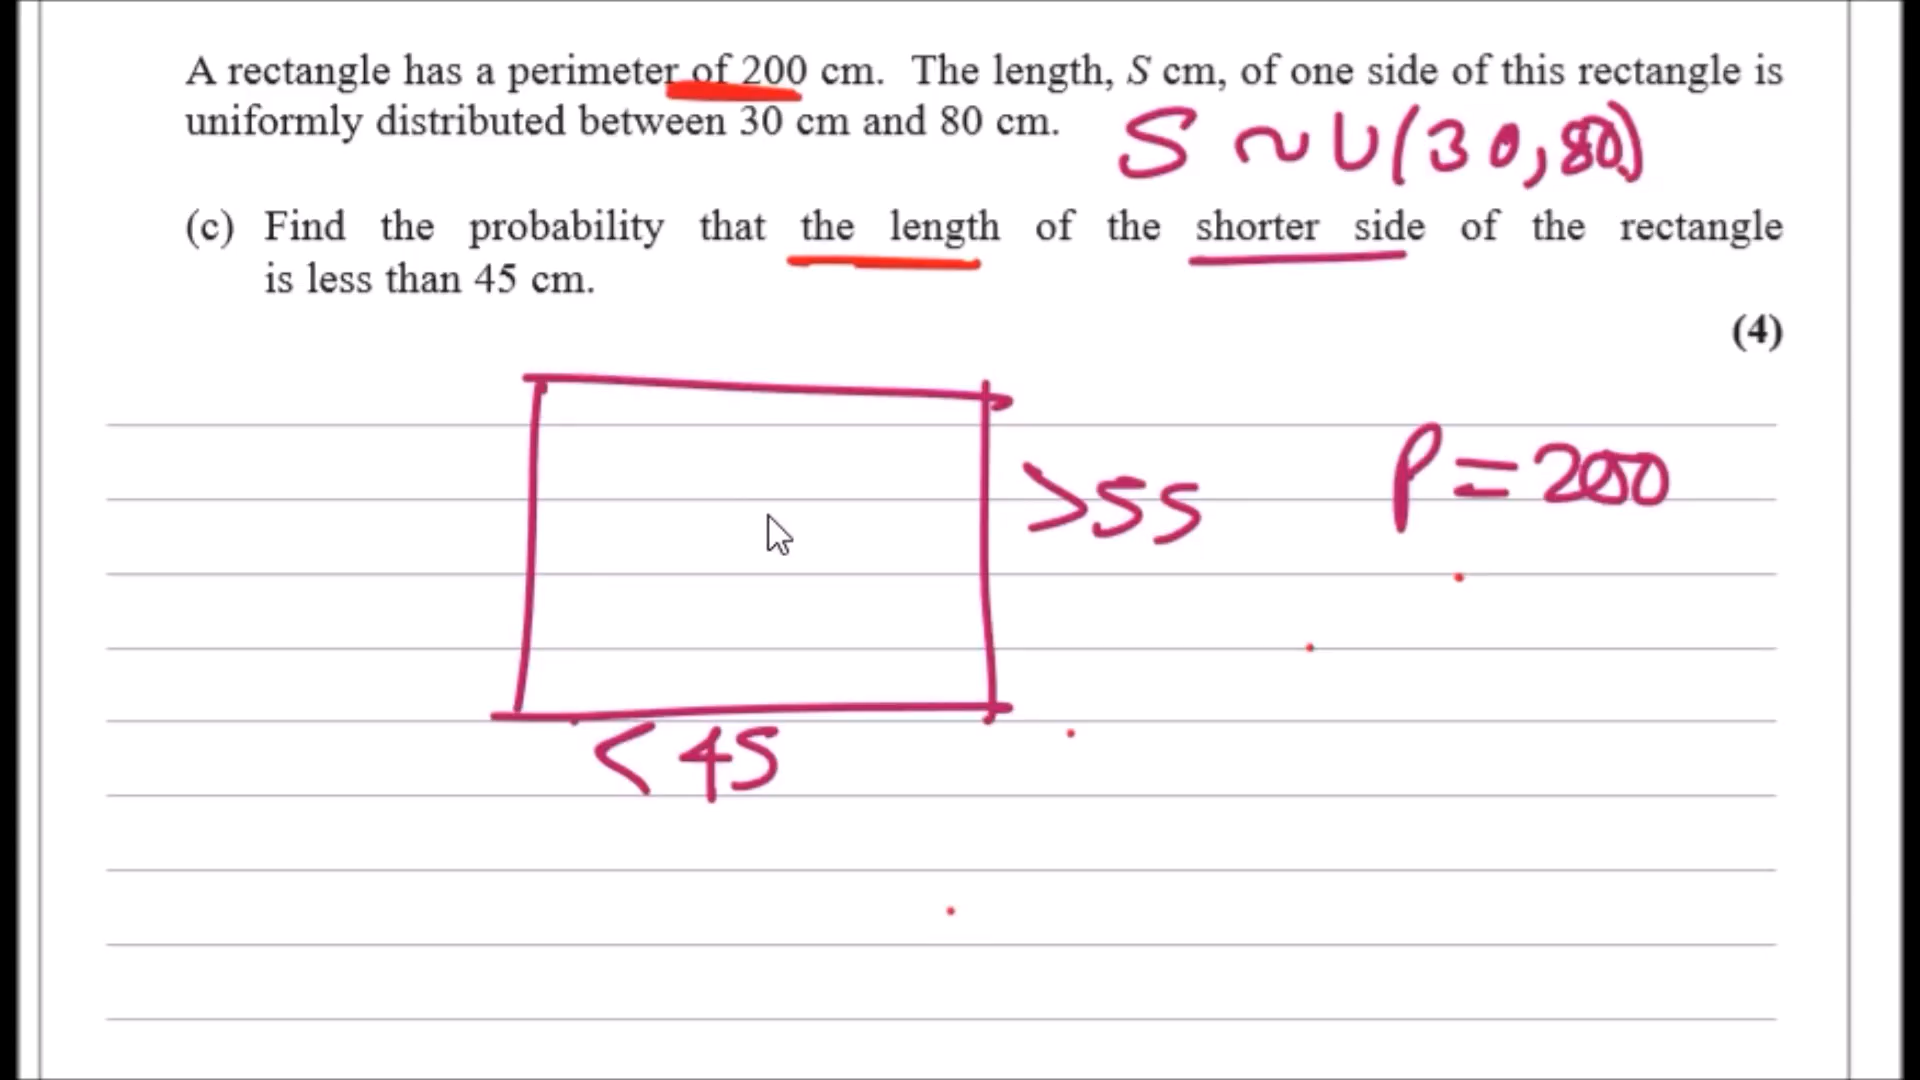 A rectangle has a perimeter of 200 cm. The length, S cm, of one side of this rectangle is
uniformly distributed between 30 cm and 80 cm.
S ~ U(30,80)
(c) Find the probability that the length of the shorter side of the rectangle
is less than 45 cm.
(4)
>55
P=200
<45